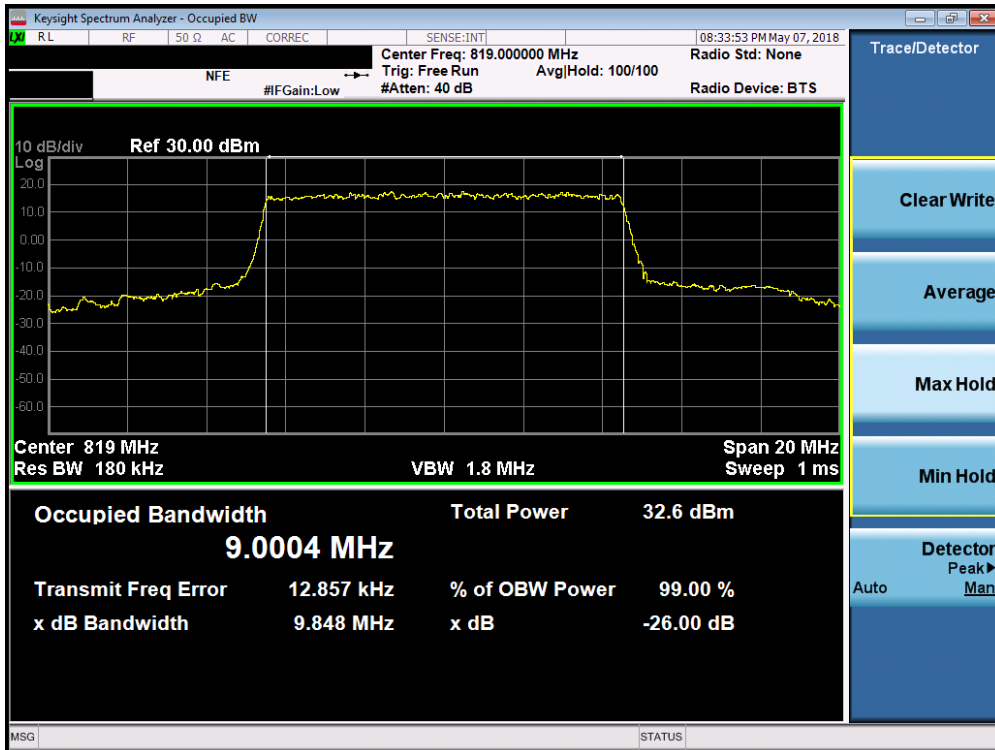 Keysight Spectrum Analyzer - Occupied BW
LXI RL RF 50 Ω AC CORREC SENSE:INT 08:33:53 PM May 07, 2018
Center Freq: 819.000000 MHz Radio Std: None
NFE Trig: Free Run Avg|Hold: 100/100
#IFGain:Low #Atten: 40 dB Radio Device: BTS
10 dB/div Ref 30.00 dBm
Log
20.0
10.0
0.00
-10.0
-20.0
-30.0
-40.0
-50.0
-60.0
Center 819 MHz Span 20 MHz
Res BW 180 kHz VBW 1.8 MHz Sweep 1 ms
Occupied Bandwidth Total Power 32.6 dBm
9.0004 MHz
Transmit Freq Error 12.857 kHz % of OBW Power 99.00 %
x dB Bandwidth 9.848 MHz x dB -26.00 dB
Trace/Detector
Clear Write
Average
Max Hold
Min Hold
Detector
Peak▶
Auto Man
MSG STATUS